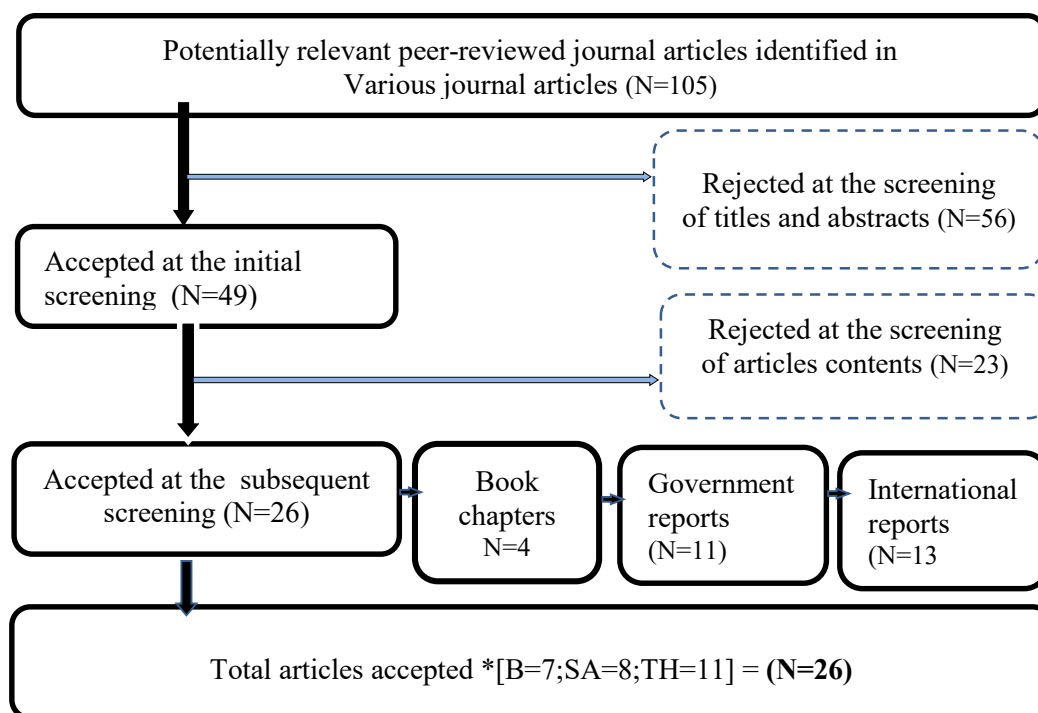 Potentially relevant peer-reviewed journal articles identified in
Various journal articles (N=105)
Rejected at the screening
of titles and abstracts (N=56)
Accepted at the initial
screening (N=49)
Rejected at the screening
of articles contents (N=23)
Accepted at the subsequent
screening (N=26)
Book
chapters
N=4
Government
reports
(N=11)
International
reports
(N=13
Total articles accepted *[B=7;SA=8;TH=11] = (N=26)